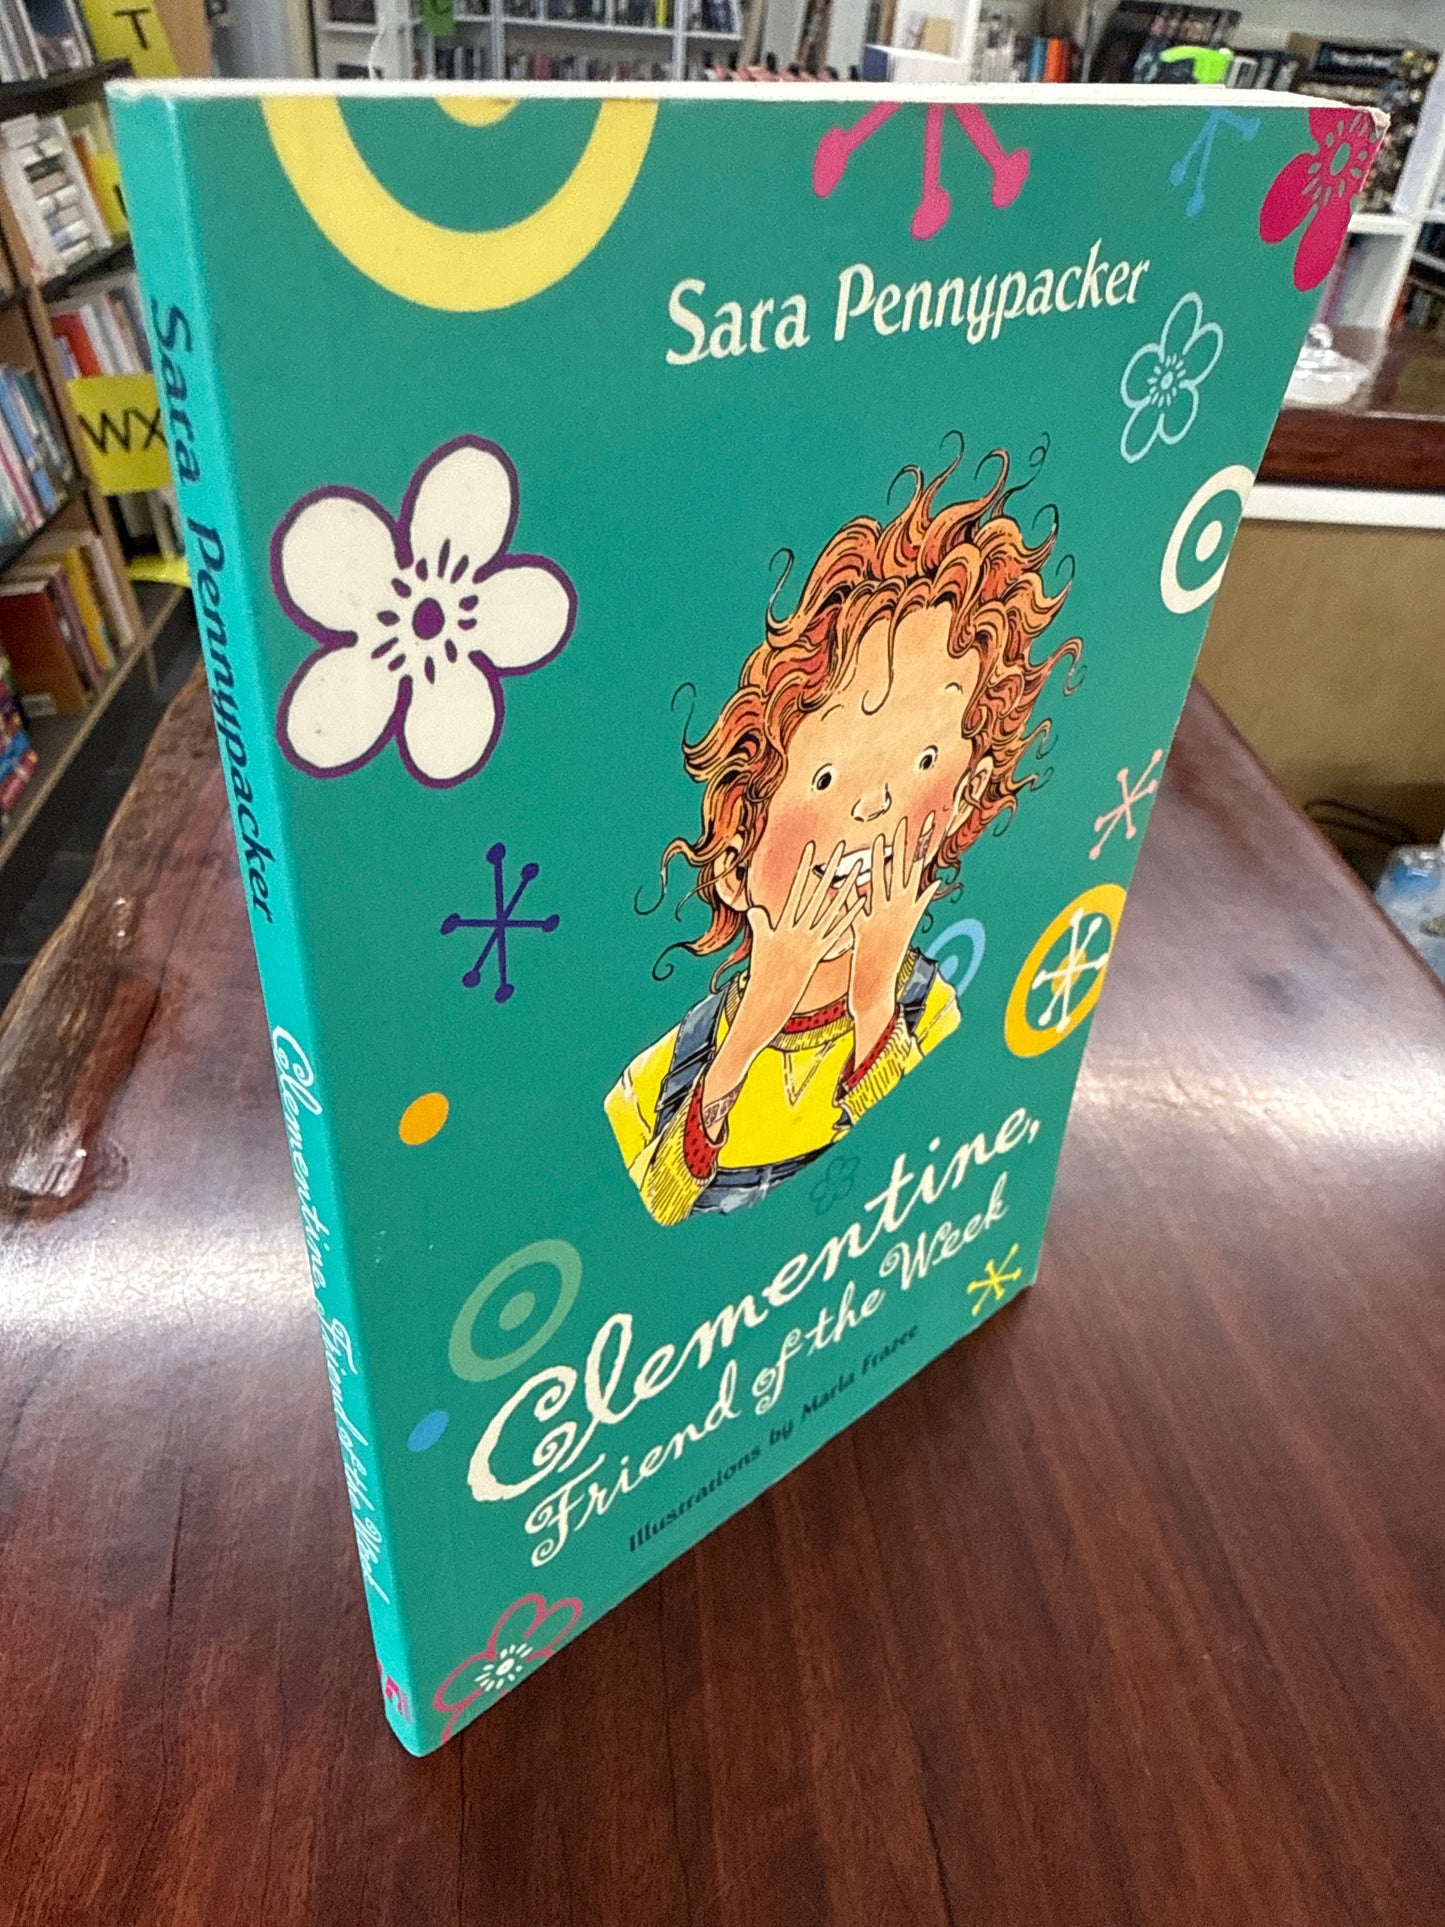 T
WX
Sara Pennypacker
Clementine,
Friend of the Week
Illustrations by Marla Frazee
Sara Pennypacker
Clementine, Friend of the Week